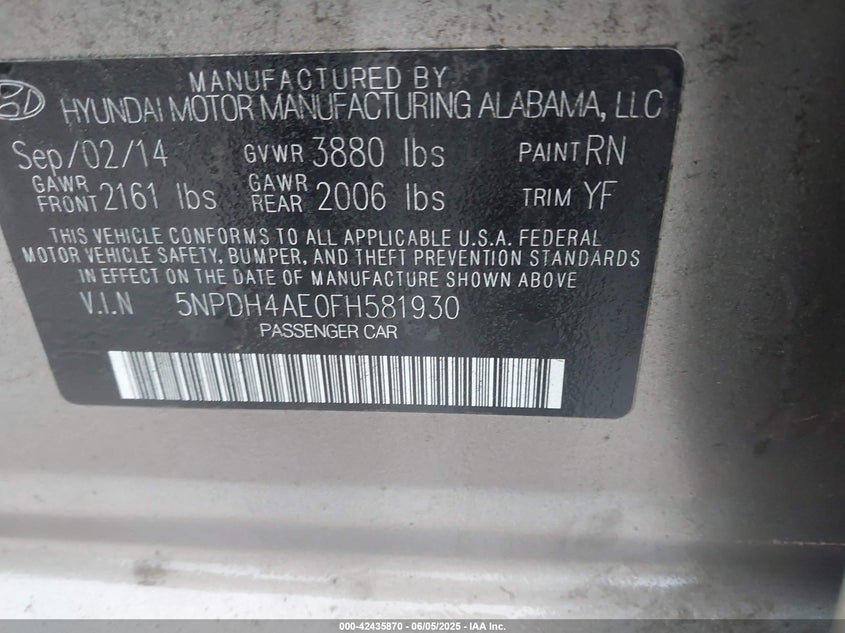 MANUFACTURED BY
HYUNDAI MOTOR MANUFACTURING ALABAMA, LLC
Sep/02/14 GVWR 3880 lbs PAINT RN
GAWR FRONT 2161 lbs GAWR REAR 2006 lbs TRIM YF
THIS VEHICLE CONFORMS TO ALL APPLICABLE U.S.A. FEDERAL
MOTOR VEHICLE SAFETY, BUMPER, AND THEFT PREVENTION STANDARDS
IN EFFECT ON THE DATE OF MANUFACTURE SHOWN ABOVE
V.I.N 5NPDH4AE0FH581930
PASSENGER CAR
000-42435870 - 06/05/2025 - IAA Inc.